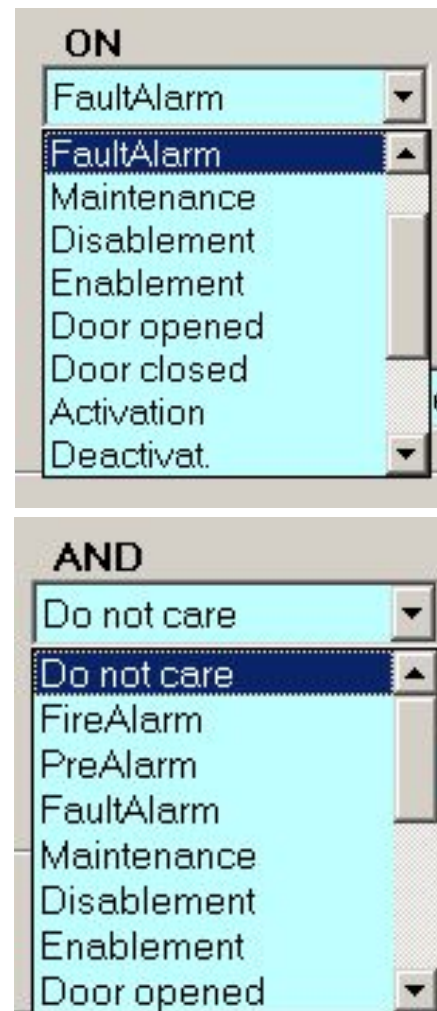 ON
FaultAlarm
FaultAlarm
Maintenance
Disablement
Enablement
Door opened
Door closed
Activation
Deactivat.
AND
Do not care
Do not care
FireAlarm
PreAlarm
FaultAlarm
Maintenance
Disablement
Enablement
Door opened